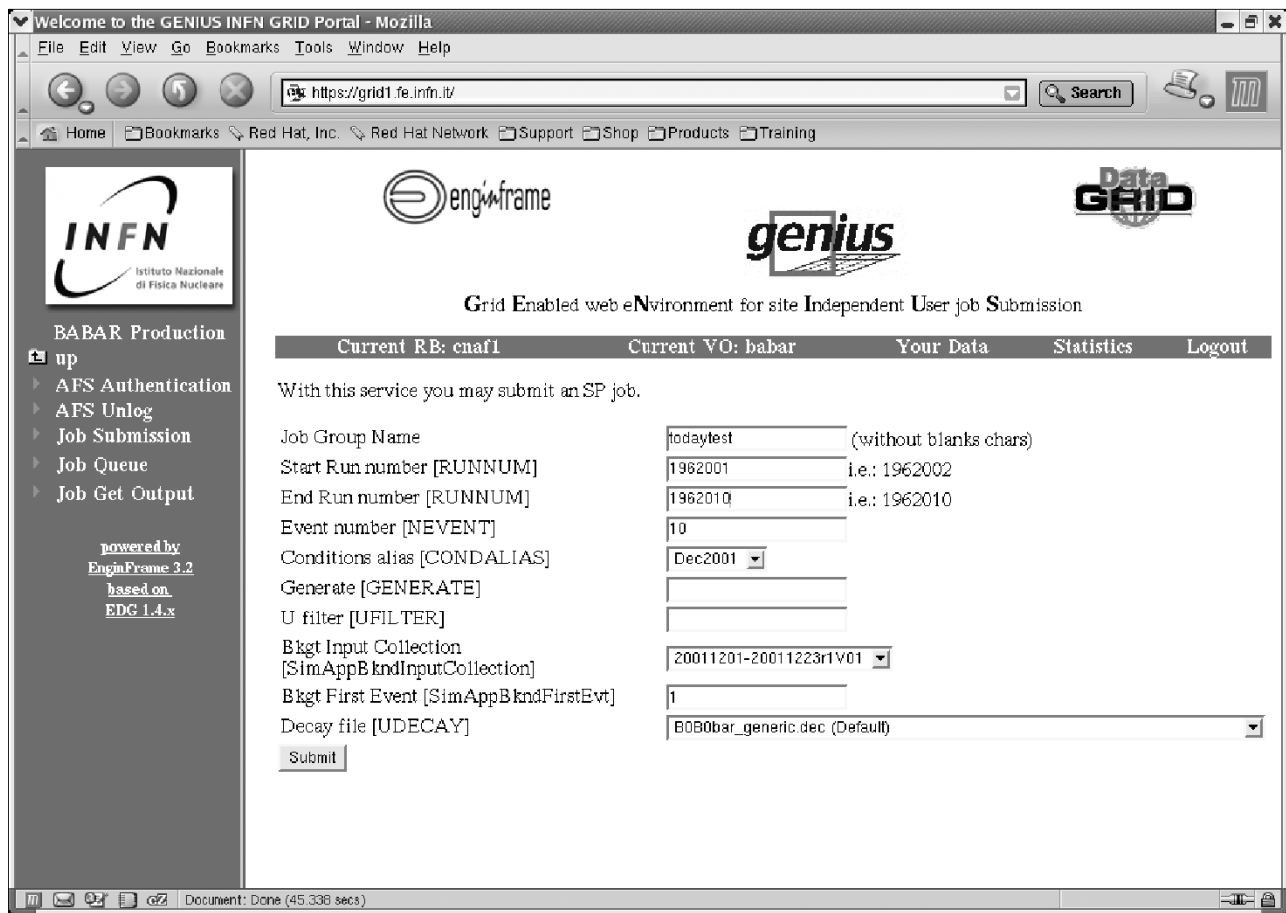 Welcome to the GENIUS INFN GRID Portal - Mozilla
File Edit View Go Bookmarks Tools Window Help
https://grid1.fe.infn.it/
Search
Home Bookmarks Red Hat, Inc. Red Hat Network Support Shop Products Training
INFN
Istituto Nazionale
di Fisica Nucleare
enginframe
genius
Data
GRID
Grid Enabled web eNvironment for site Independent User job Submission
BABAR Production
up
AFS Authentication
AFS Unlog
Job Submission
Job Queue
Job Get Output
powered by
EnginFrame 3.2
based on
EDG 1.4.x
Current RB: cnaf1 Current VO: babar Your Data Statistics Logout
With this service you may submit an SP job.
Job Group Name todaytest (without blanks chars)
Start Run number [RUNNUM] 1962001 i.e.: 1962002
End Run number [RUNNUM] 1962010 i.e.: 1962010
Event number [NEVENT] 10
Conditions alias [CONDALIAS] Dec2001
Generate [GENERATE]
U filter [UFILTER]
Bkgt Input Collection
[SimAppBkndInputCollection] 20011201-20011223r1V01
Bkgt First Event [SimAppBkndFirstEvt] 1
Decay file [UDECAY] B0B0bar_generic.dec (Default)
Submit
Document: Done (45.338 secs)